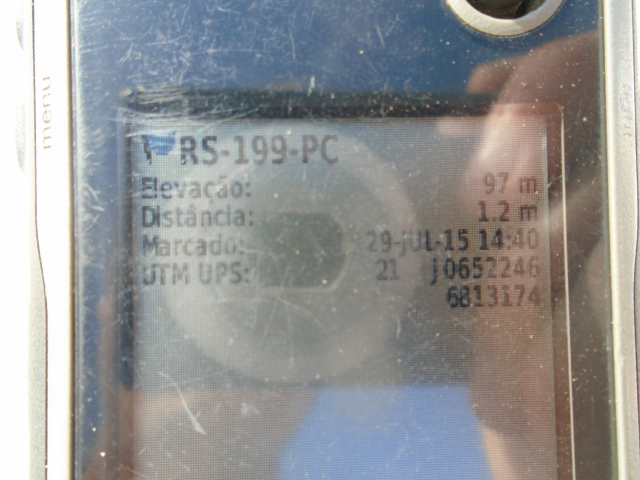 menu
RS-199-PC
Elevação: 97 m
Distância: 1.2 m
Marcado: 29-JUL-15 14:40
UTM UPS: 21 J0652246
6813174